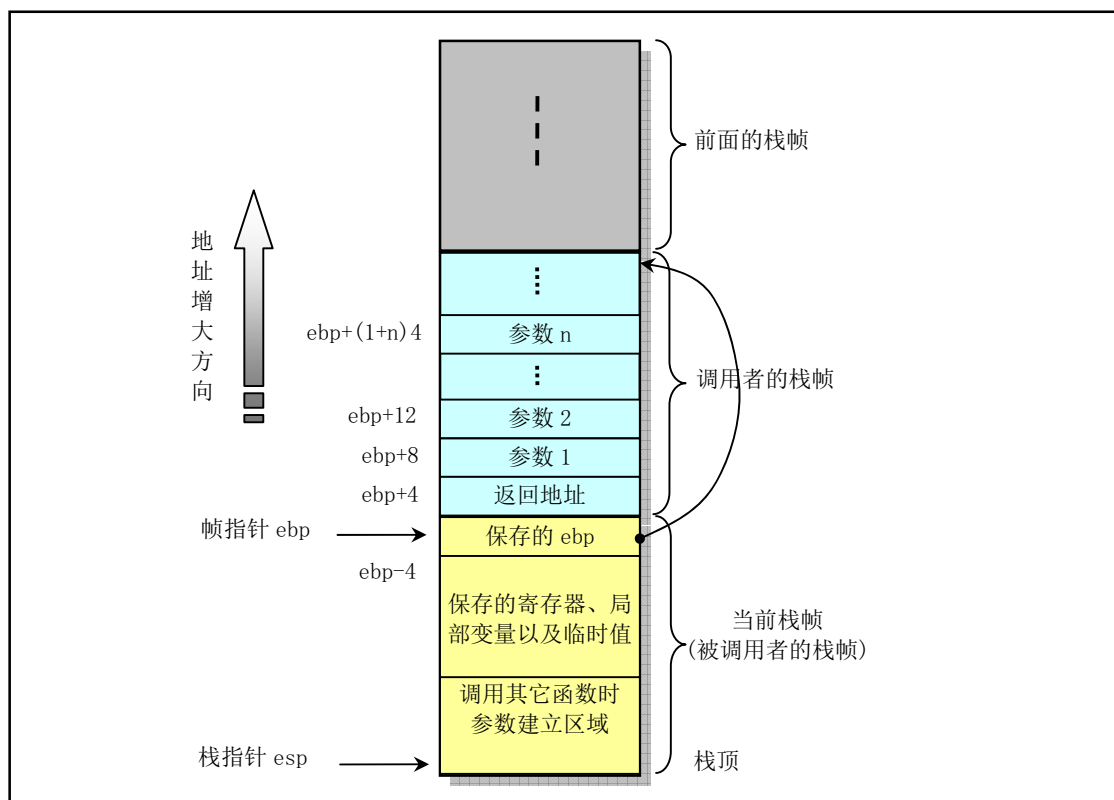 前面的栈帧
地
址
增
大
方
向
ebp+(1+n)4
参数 n
调用者的栈帧
ebp+12
参数 2
ebp+8
参数 1
ebp+4
返回地址
帧指针 ebp
保存的 ebp
ebp-4
保存的寄存器、局
部变量以及临时值
当前栈帧
(被调用者的栈帧)
调用其它函数时
参数建立区域
栈指针 esp
栈顶